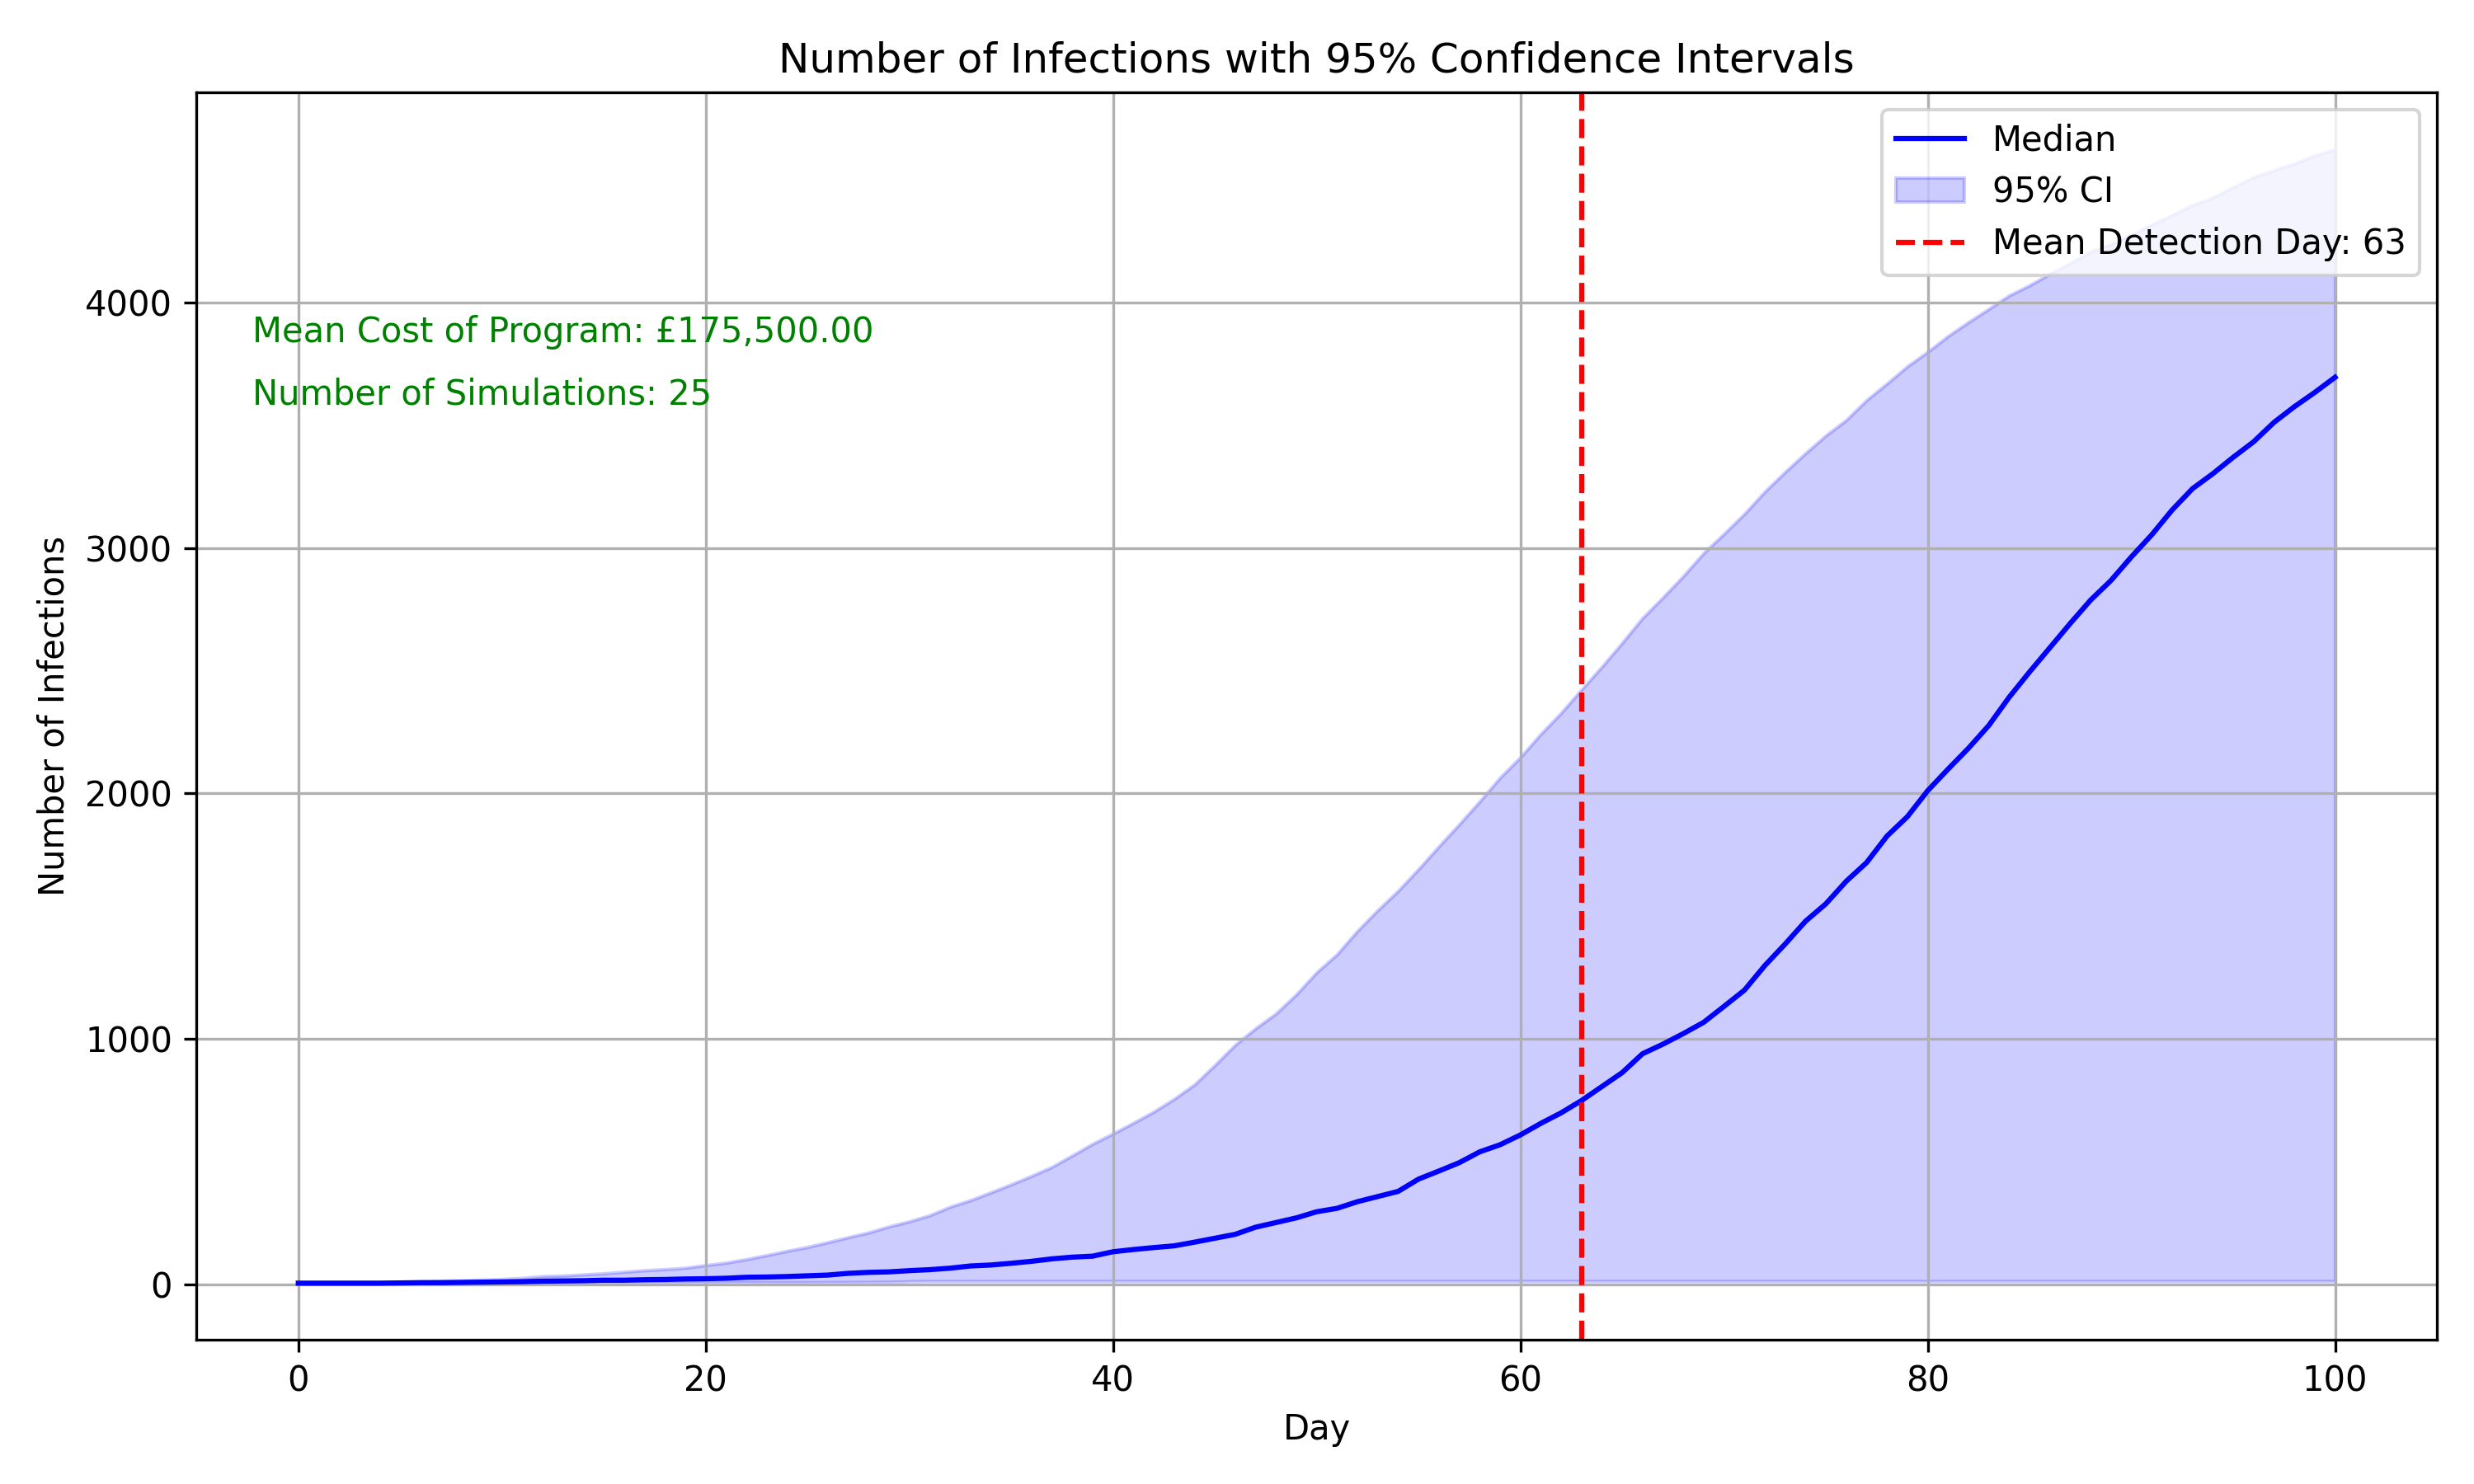 Number of Infections with 95% Confidence Intervals
Median
95% CI
Mean Detection Day: 63
Mean Cost of Program: £175,500.00
Number of Simulations: 25
Number of Infections
4000
3000
2000
1000
0
0 20 40 60 80 100
Day